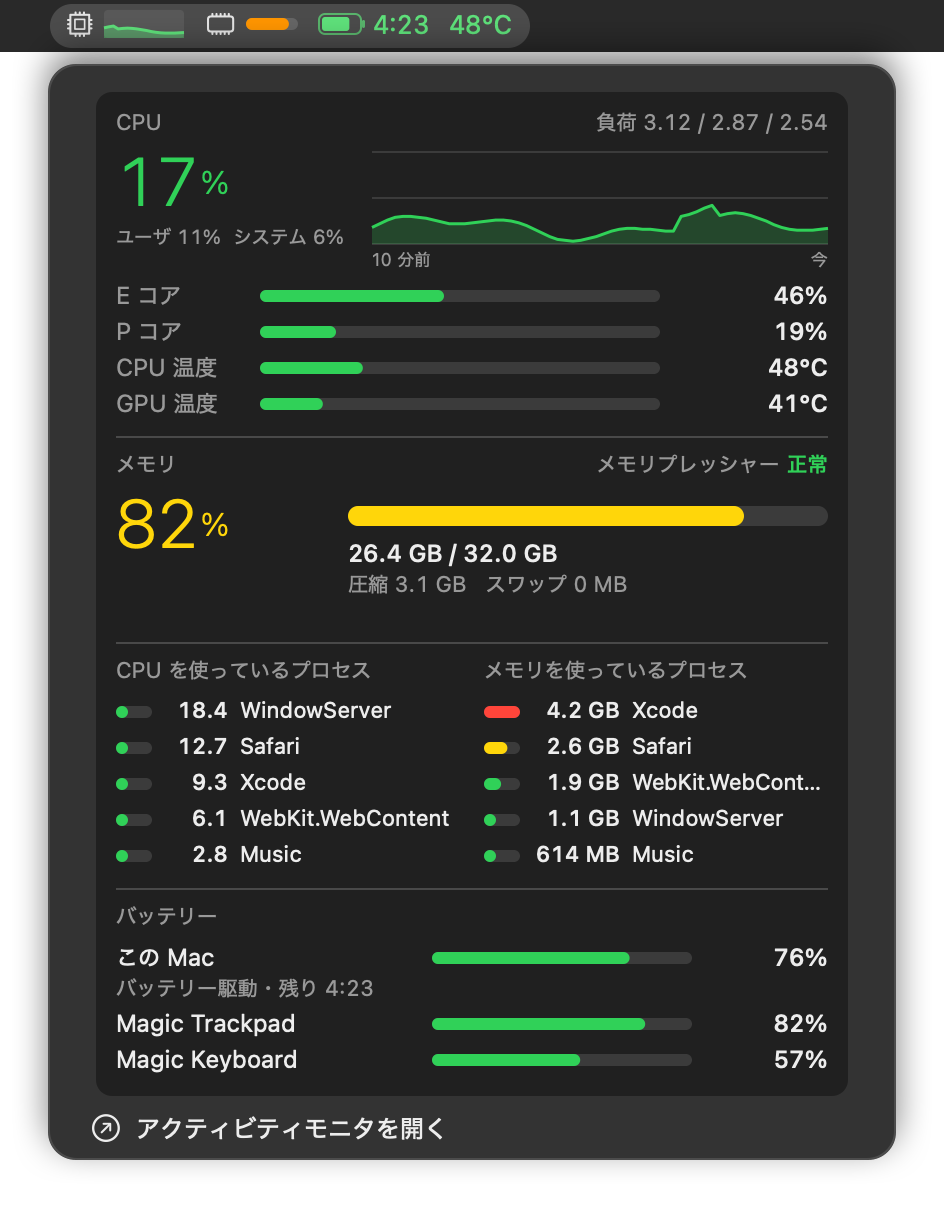 4:23 48°C
CPU 負荷 3.12 / 2.87 / 2.54
17%
ユーザ 11% システム 6%
10 分前 今
E コア 46%
P コア 19%
CPU 温度 48°C
GPU 温度 41°C
メモリ メモリプレッシャー 正常
82%
26.4 GB / 32.0 GB
圧縮 3.1 GB スワップ 0 MB
CPU を使っているプロセス
18.4 WindowServer
12.7 Safari
9.3 Xcode
6.1 WebKit.WebContent
2.8 Music
メモリを使っているプロセス
4.2 GB Xcode
2.6 GB Safari
1.9 GB WebKit.WebCont...
1.1 GB WindowServer
614 MB Music
バッテリー
この Mac 76%
バッテリー駆動・残り 4:23
Magic Trackpad 82%
Magic Keyboard 57%
アクティビティモニタを開く